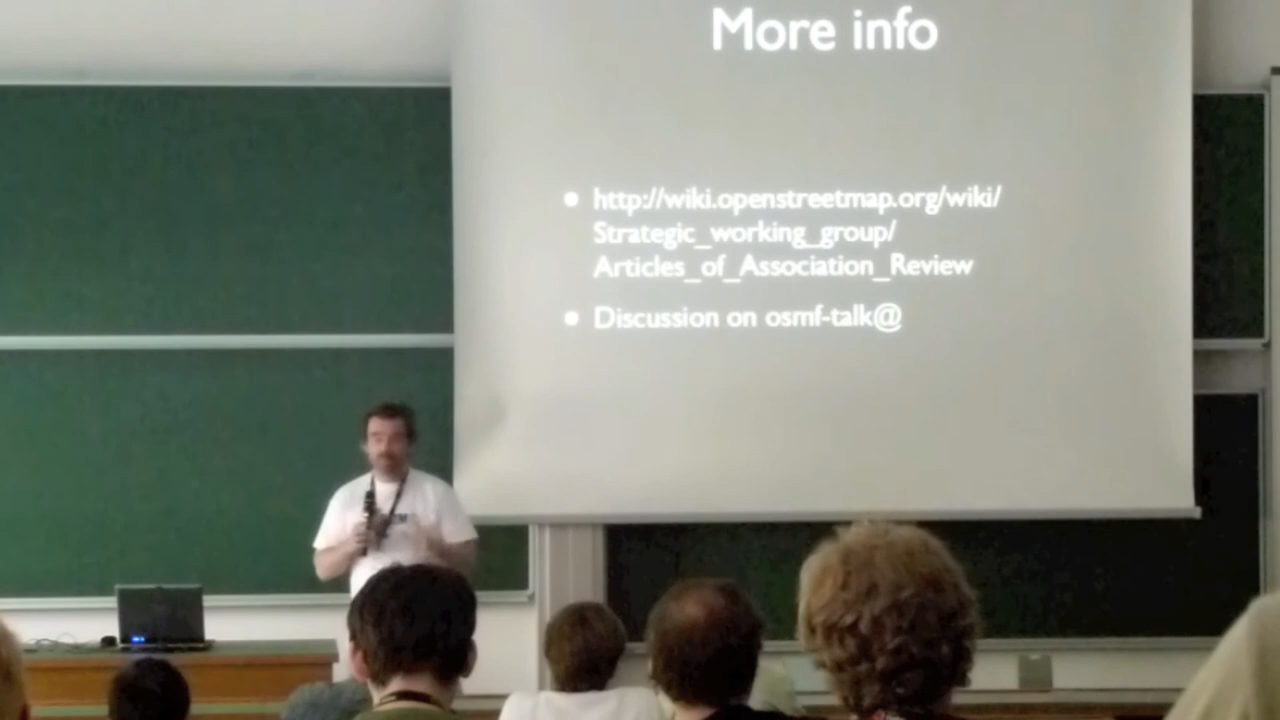 More info
• http://wiki.openstreetmap.org/wiki/
Strategic_working_group/
Articles_of_Association_Review
• Discussion on osmf-talk@